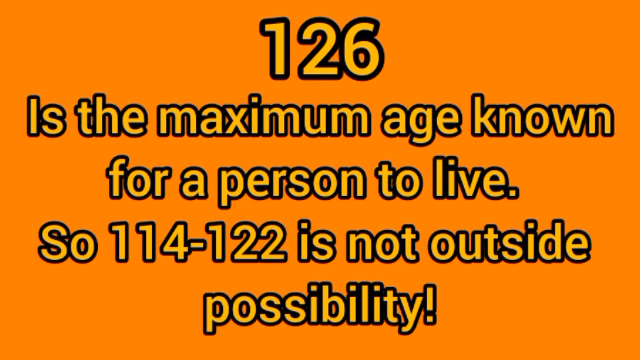 126
Is the maximum age known
for a person to live.
So 114-122 is not outside
possibility!